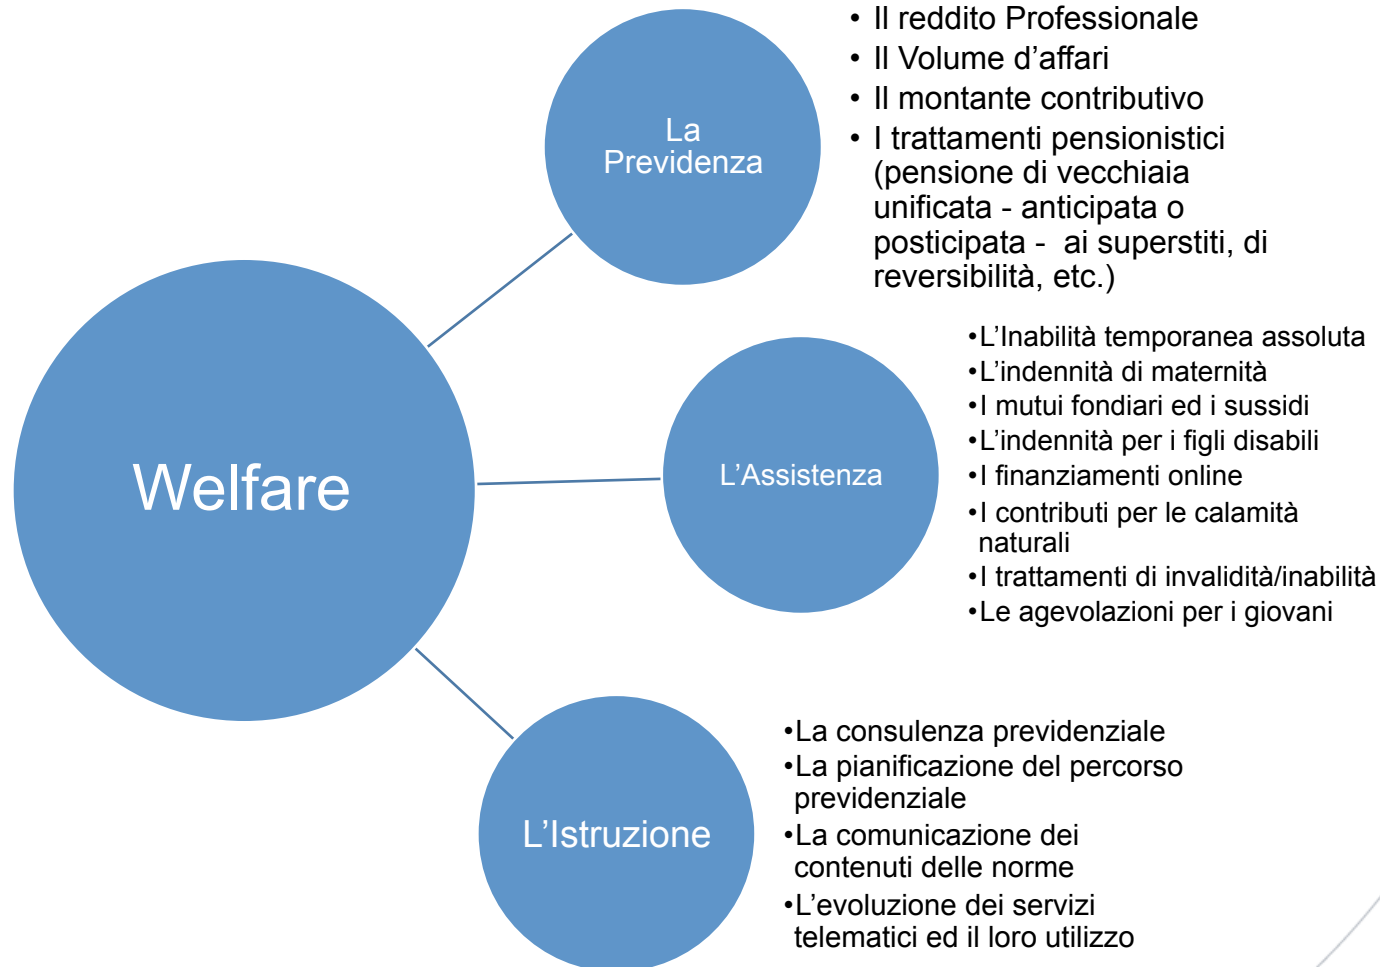 Welfare
La
Previdenza
• Il reddito Professionale
• Il Volume d’affari
• Il montante contributivo
• I trattamenti pensionistici
(pensione di vecchiaia
unificata - anticipata o
posticipata - ai superstiti, di
reversibilità, etc.)
L’Assistenza
•L’Inabilità temporanea assoluta
•L’indennità di maternità
•I mutui fondiari ed i sussidi
•L’indennità per i figli disabili
•I finanziamenti online
•I contributi per le calamità
naturali
•I trattamenti di invalidità/inabilità
•Le agevolazioni per i giovani
L’Istruzione
•La consulenza previdenziale
•La pianificazione del percorso
previdenziale
•La comunicazione dei
contenuti delle norme
•L’evoluzione dei servizi
telematici ed il loro utilizzo